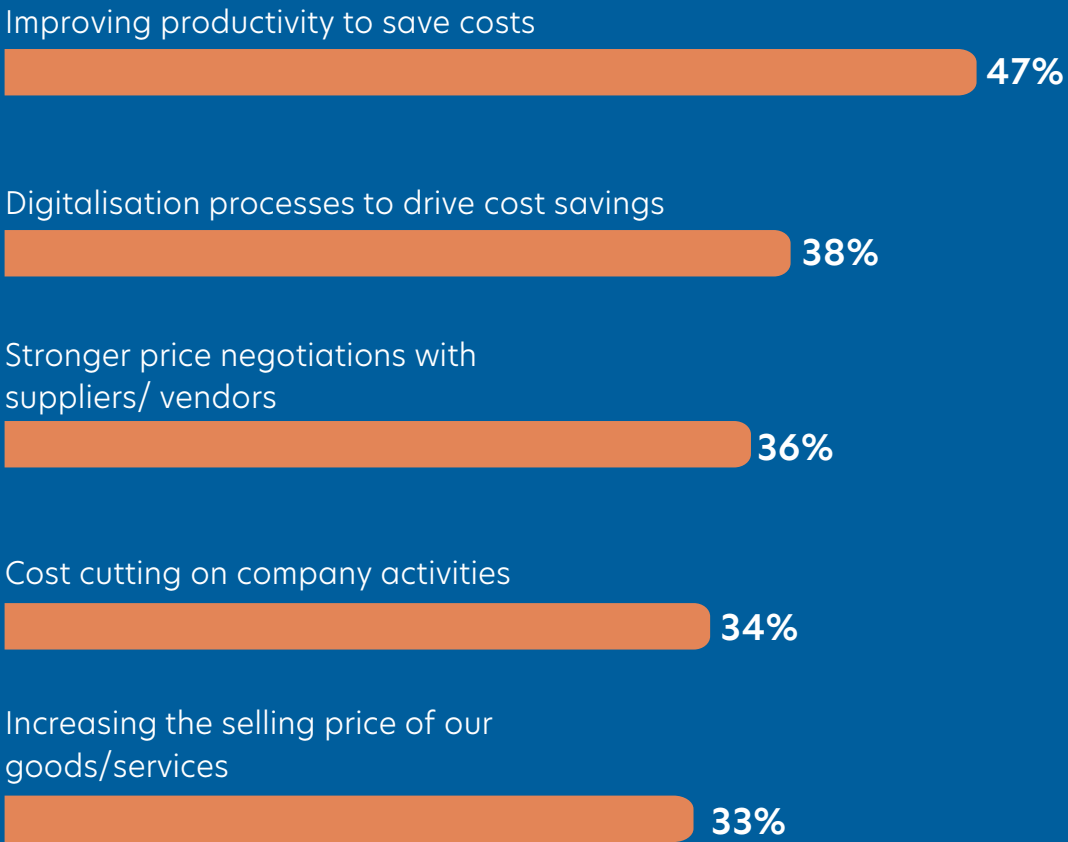 Improving productivity to save costs
47%
Digitalisation processes to drive cost savings
38%
Stronger price negotiations with
suppliers/ vendors
36%
Cost cutting on company activities
34%
Increasing the selling price of our
goods/services
33%